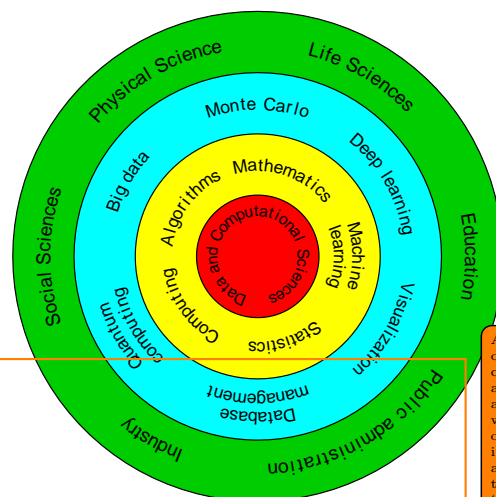 Physical Science
Life Sciences
Education
Public administration
Industry
Social Sciences
Monte Carlo
Deep learning
Visualization
Database
management
Quantum
computing
Big data
Mathematics
Machine
learning
Statistics
Computing
Algorithms
Data and Computational Sciences